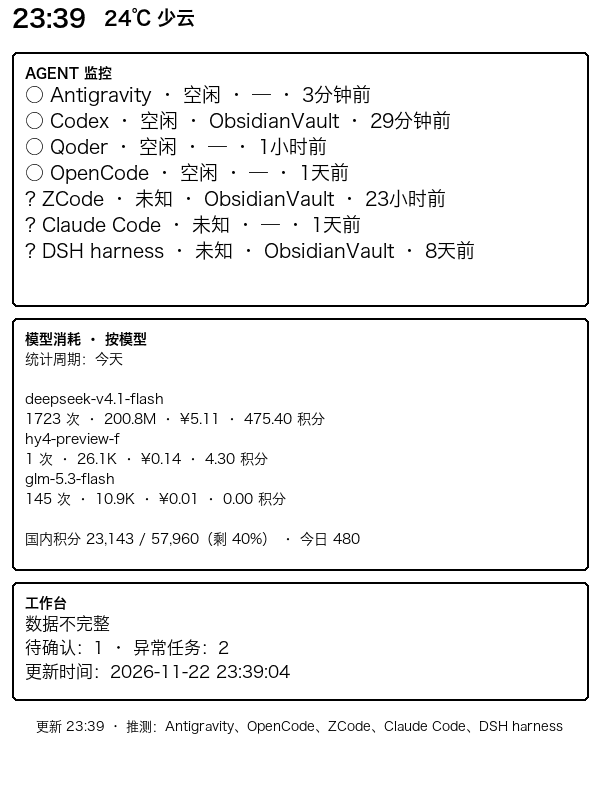 23:39 24℃ 少云
AGENT 监控
○ Antigravity · 空闲 · — · 3分钟前
○ Codex · 空闲 · ObsidianVault · 29分钟前
○ Qoder · 空闲 · — · 1小时前
○ OpenCode · 空闲 · — · 1天前
? ZCode · 未知 · ObsidianVault · 23小时前
? Claude Code · 未知 · — · 1天前
? DSH harness · 未知 · ObsidianVault · 8天前
模型消耗 · 按模型
统计周期：今天
deepseek-v4.1-flash
1723 次 · 200.8M · ¥5.11 · 475.40 积分
hy4-preview-f
1 次 · 26.1K · ¥0.14 · 4.30 积分
glm-5.3-flash
145 次 · 10.9K · ¥0.01 · 0.00 积分
国内积分 23,143 / 57,960（剩 40%） · 今日 480
工作台
数据不完整
待确认：1 · 异常任务：2
更新时间：2026-11-22 23:39:04
更新 23:39 · 推测：Antigravity、OpenCode、ZCode、Claude Code、DSH harness